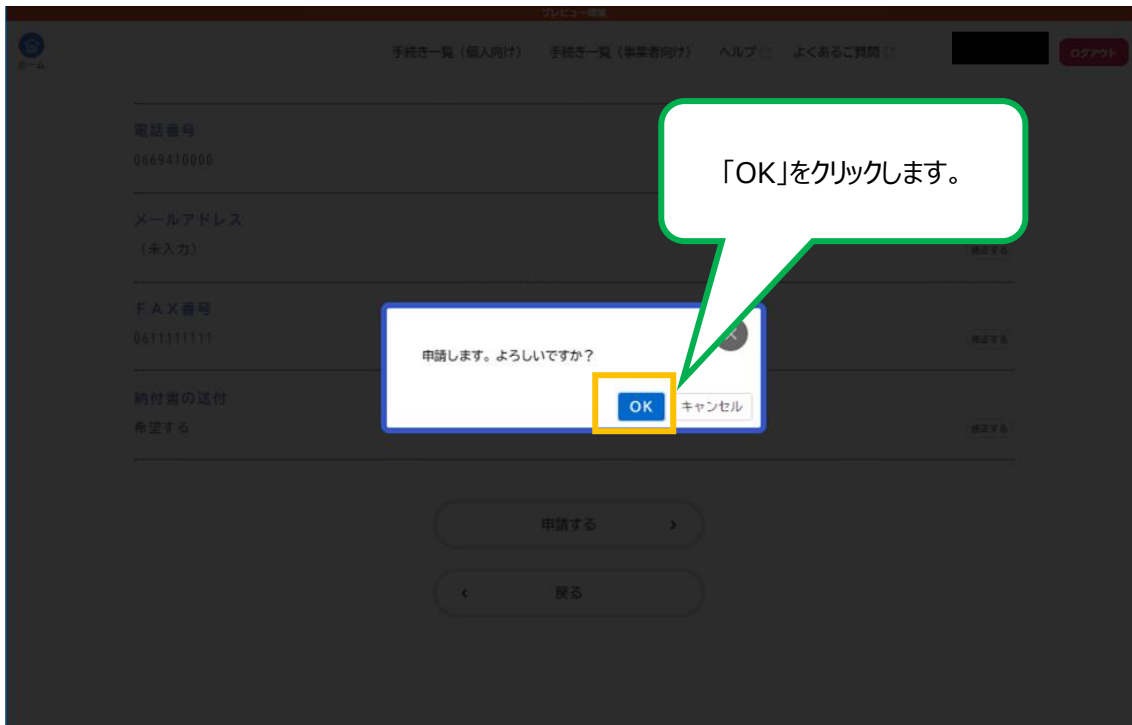 プレビュー環境
ホーム
手続き一覧（個人向け） 手続き一覧（事業者向け） ヘルプ よくあるご質問
ログアウト
電話番号
0669410000
「OK」をクリックします。
メールアドレス
（未入力）
修正する
ＦＡＸ番号
0611111111
修正する
申請します。よろしいですか？
OK
キャンセル
納付書の送付
希望する
修正する
申請する
戻る